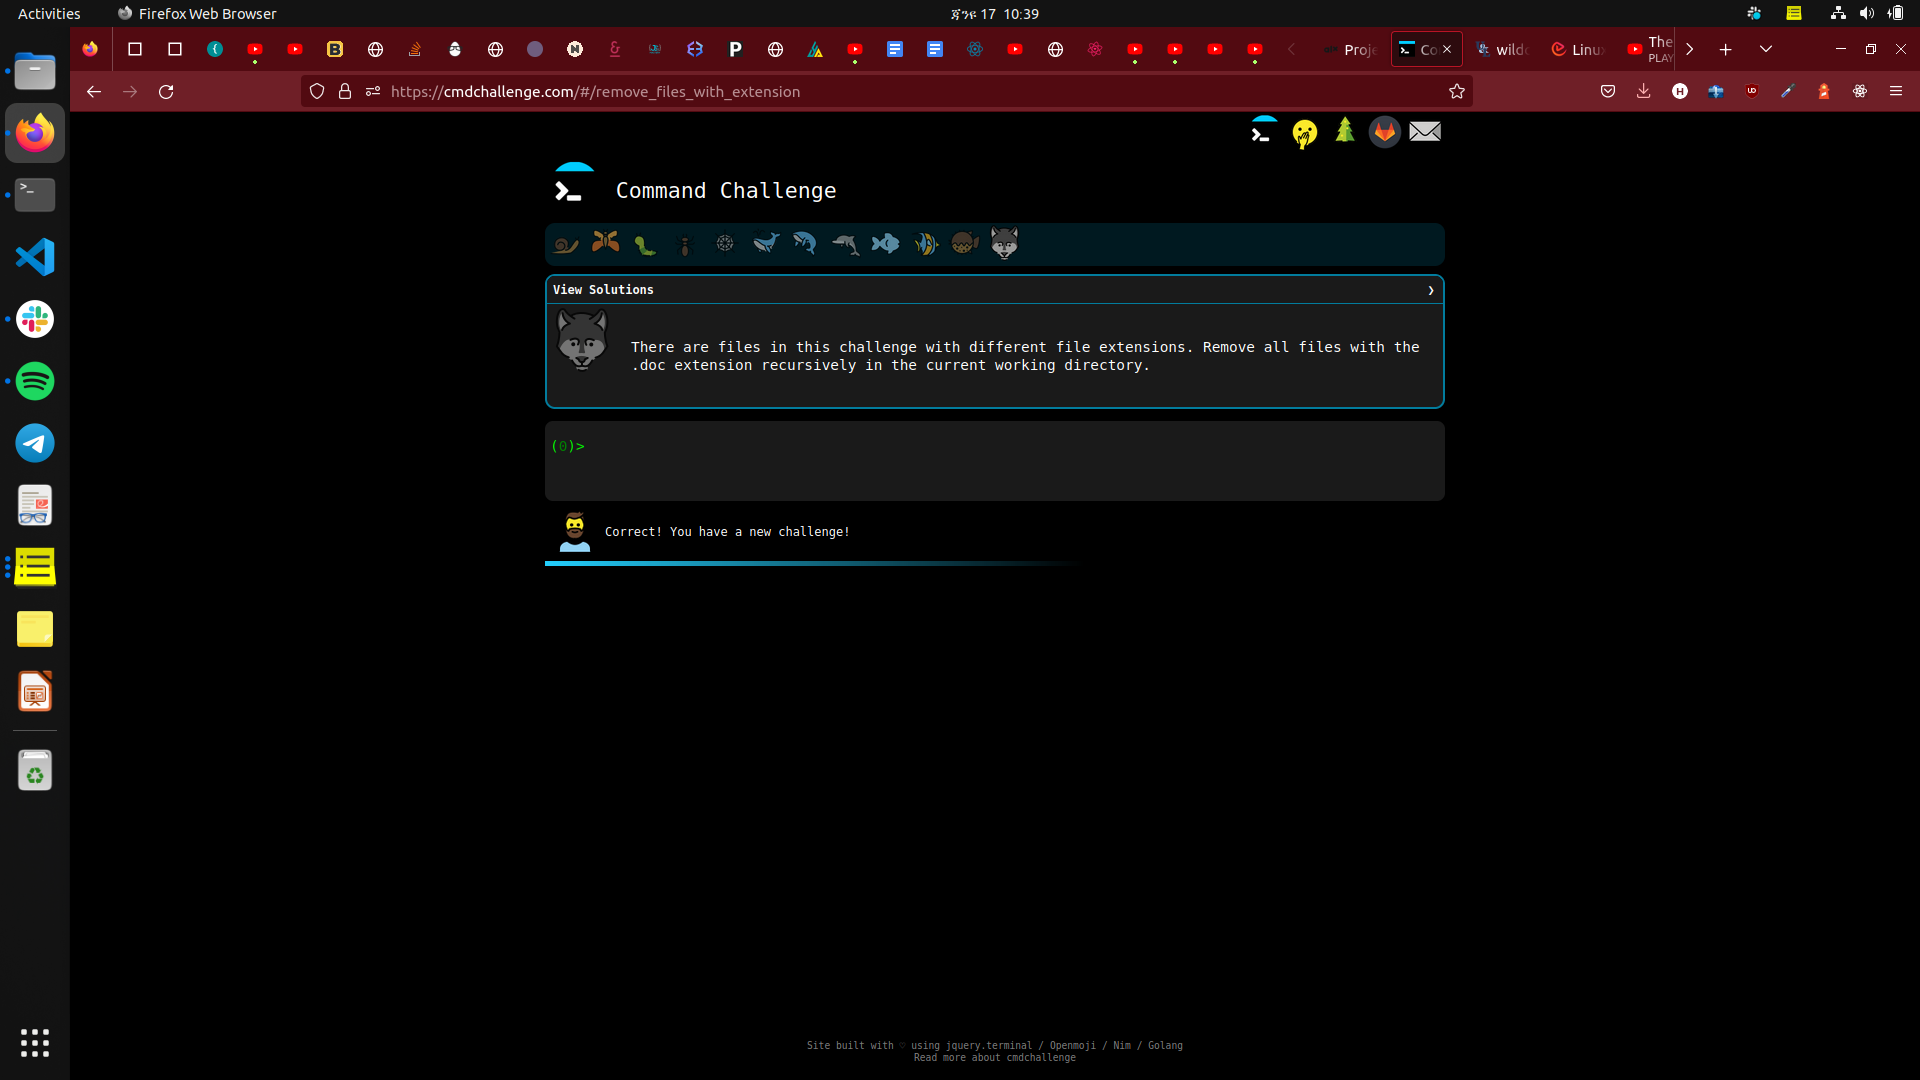 Activities
Firefox Web Browser
ጃንዩ 17 10:39
Co
wild
Linu
The
PLAY
https://cmdchallenge.com/#/remove_files_with_extension
Command Challenge
View Solutions
There are files in this challenge with different file extensions. Remove all files with the
.doc extension recursively in the current working directory.
(0)>
Correct! You have a new challenge!
Site built with ♡ using jquery.terminal / Openmoji / Nim / Golang
Read more about cmdchallenge